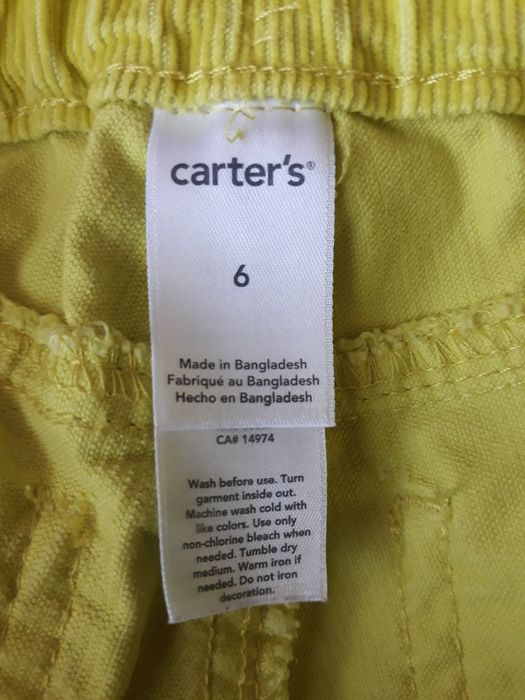 carter's®
6
Made in Bangladesh
Fabriqué au Bangladesh
Hecho en Bangladesh
CA# 14974
Wash before use. Turn
garment inside out.
Machine wash cold with
like colors. Use only
non-chlorine bleach when
needed. Tumble dry
medium. Warm iron if
needed. Do not iron
decoration.